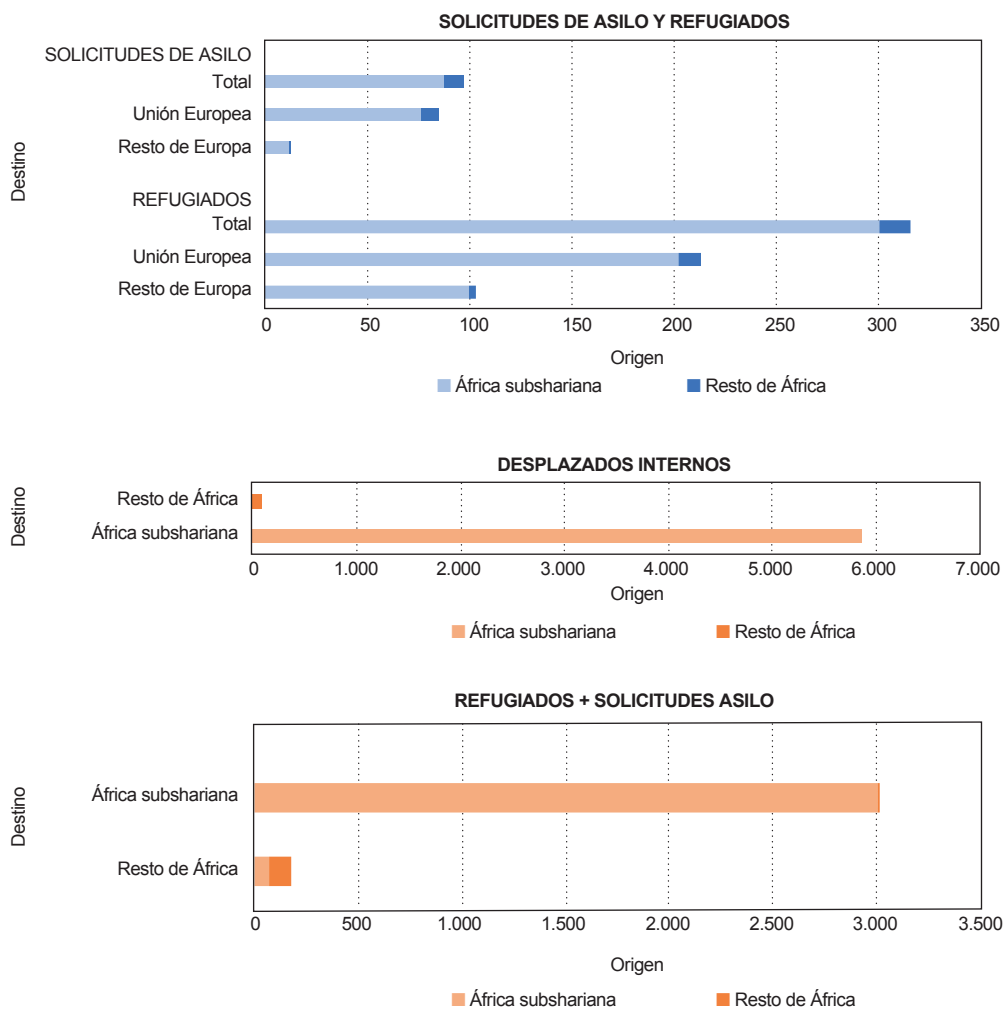 SOLICITUDES DE ASILO Y REFUGIADOS
SOLICITUDES DE ASILO
Total
Unión Europea
Resto de Europa
REFUGIADOS
Total
Unión Europea
Resto de Europa
Destino
0 50 100 150 200 250 300 350
Origen
África subshariana Resto de África
DESPLAZADOS INTERNOS
Resto de África
África subshariana
Destino
0 1.000 2.000 3.000 4.000 5.000 6.000 7.000
Origen
África subshariana Resto de África
REFUGIADOS + SOLICITUDES ASILO
África subshariana
Resto de África
Destino
0 500 1.000 1.500 2.000 2.500 3.000 3.500
Origen
África subshariana Resto de África